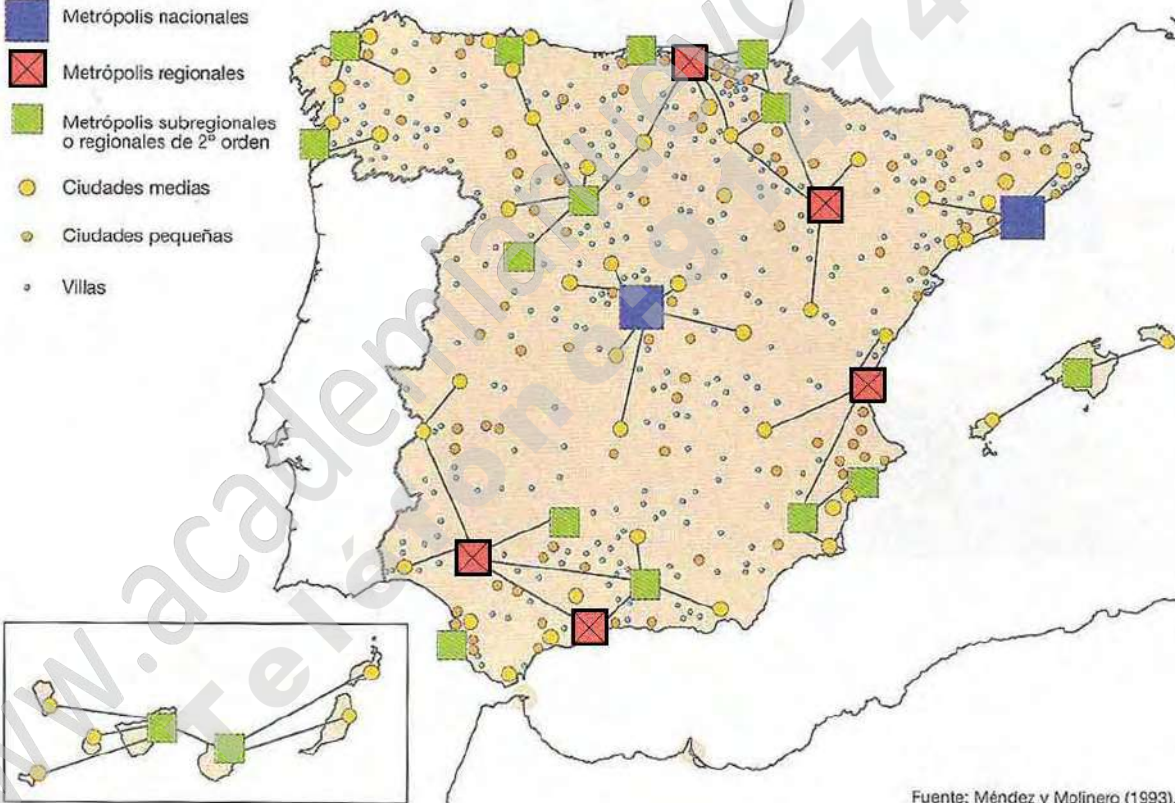 Metrópolis nacionales
Metrópolis regionales
Metrópolis subregionales
o regionales de 2º orden
Ciudades medias
Ciudades pequeñas
Villas
Fuente: Méndez y Molinero (1993)